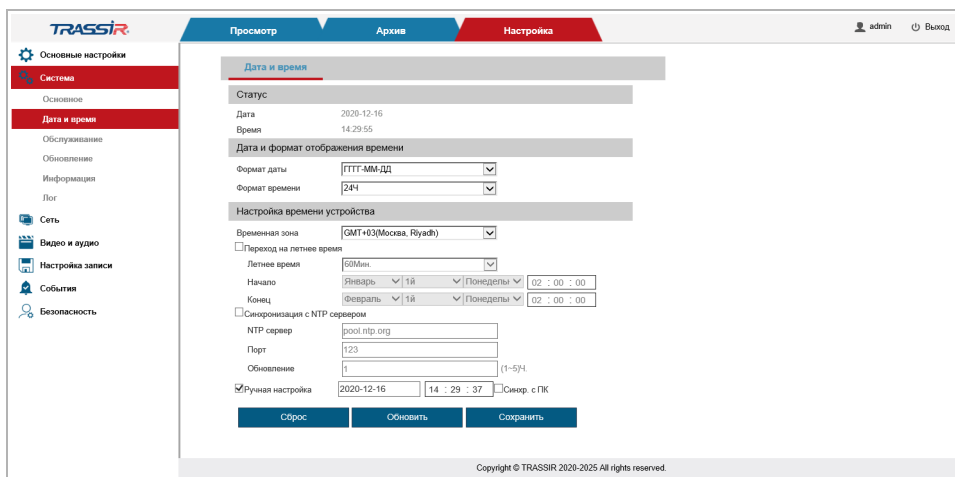 TRASSIR
Просмотр
Архив
Настройка
admin
Выход
Основные настройки
Система
Основное
Дата и время
Обслуживание
Обновление
Информация
Лог
Сеть
Видео и аудио
Настройка записи
События
Безопасность
Дата и время
Статус
Дата 2020-12-16
Время 14:29:55
Дата и формат отображения времени
Формат даты ГГГГ-ММ-ДД
Формат времени 24Ч
Настройка времени устройства
Временная зона GMT+03(Москва, Riyadh)
Переход на летнее время
Летнее время 60Мин.
Начало Январь 1й Понеделы 02 : 00 : 00
Конец Февраль 1й Понеделы 02 : 00 : 00
Синхронизация с NTP сервером
NTP сервер pool.ntp.org
Порт 123
Обновление 1 (1~5)Ч.
Ручная настройка 2020-12-16 14 : 29 : 37 Синхр. с ПК
Сброс Обновить Сохранить
Copyright © TRASSIR 2020-2025 All rights reserved.